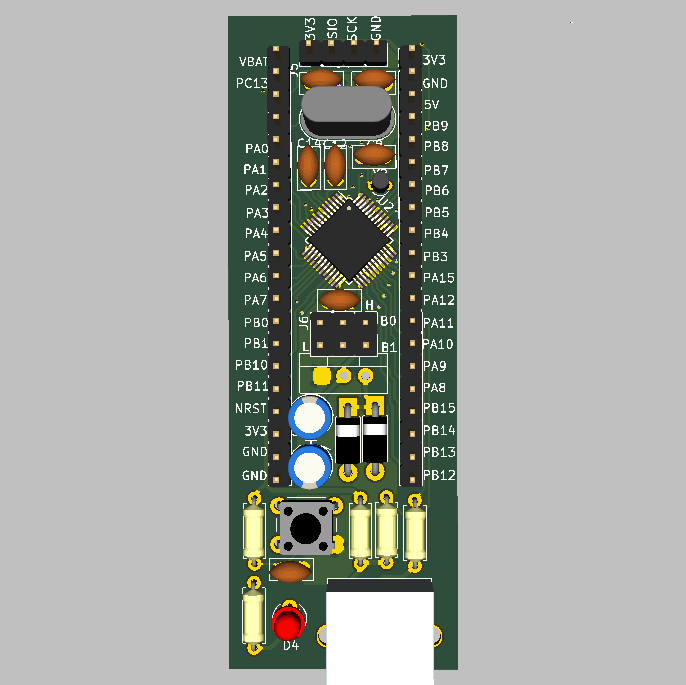 3V3 SIO SCK GND
VBAT
PC13
PA0
PA1
PA2
PA3
PA4
PA5
PA6
PA7
PB0
PB1
PB10
PB11
NRST
3V3
GND
GND
3V3
GND
5V
PB9
PB8
PB7
PB6
PB5
PB4
PB3
PA15
PA12
PA11
PA10
PA9
PA8
PB15
PB14
PB13
PB12
U2
H
J6
B0
L
B1
D4